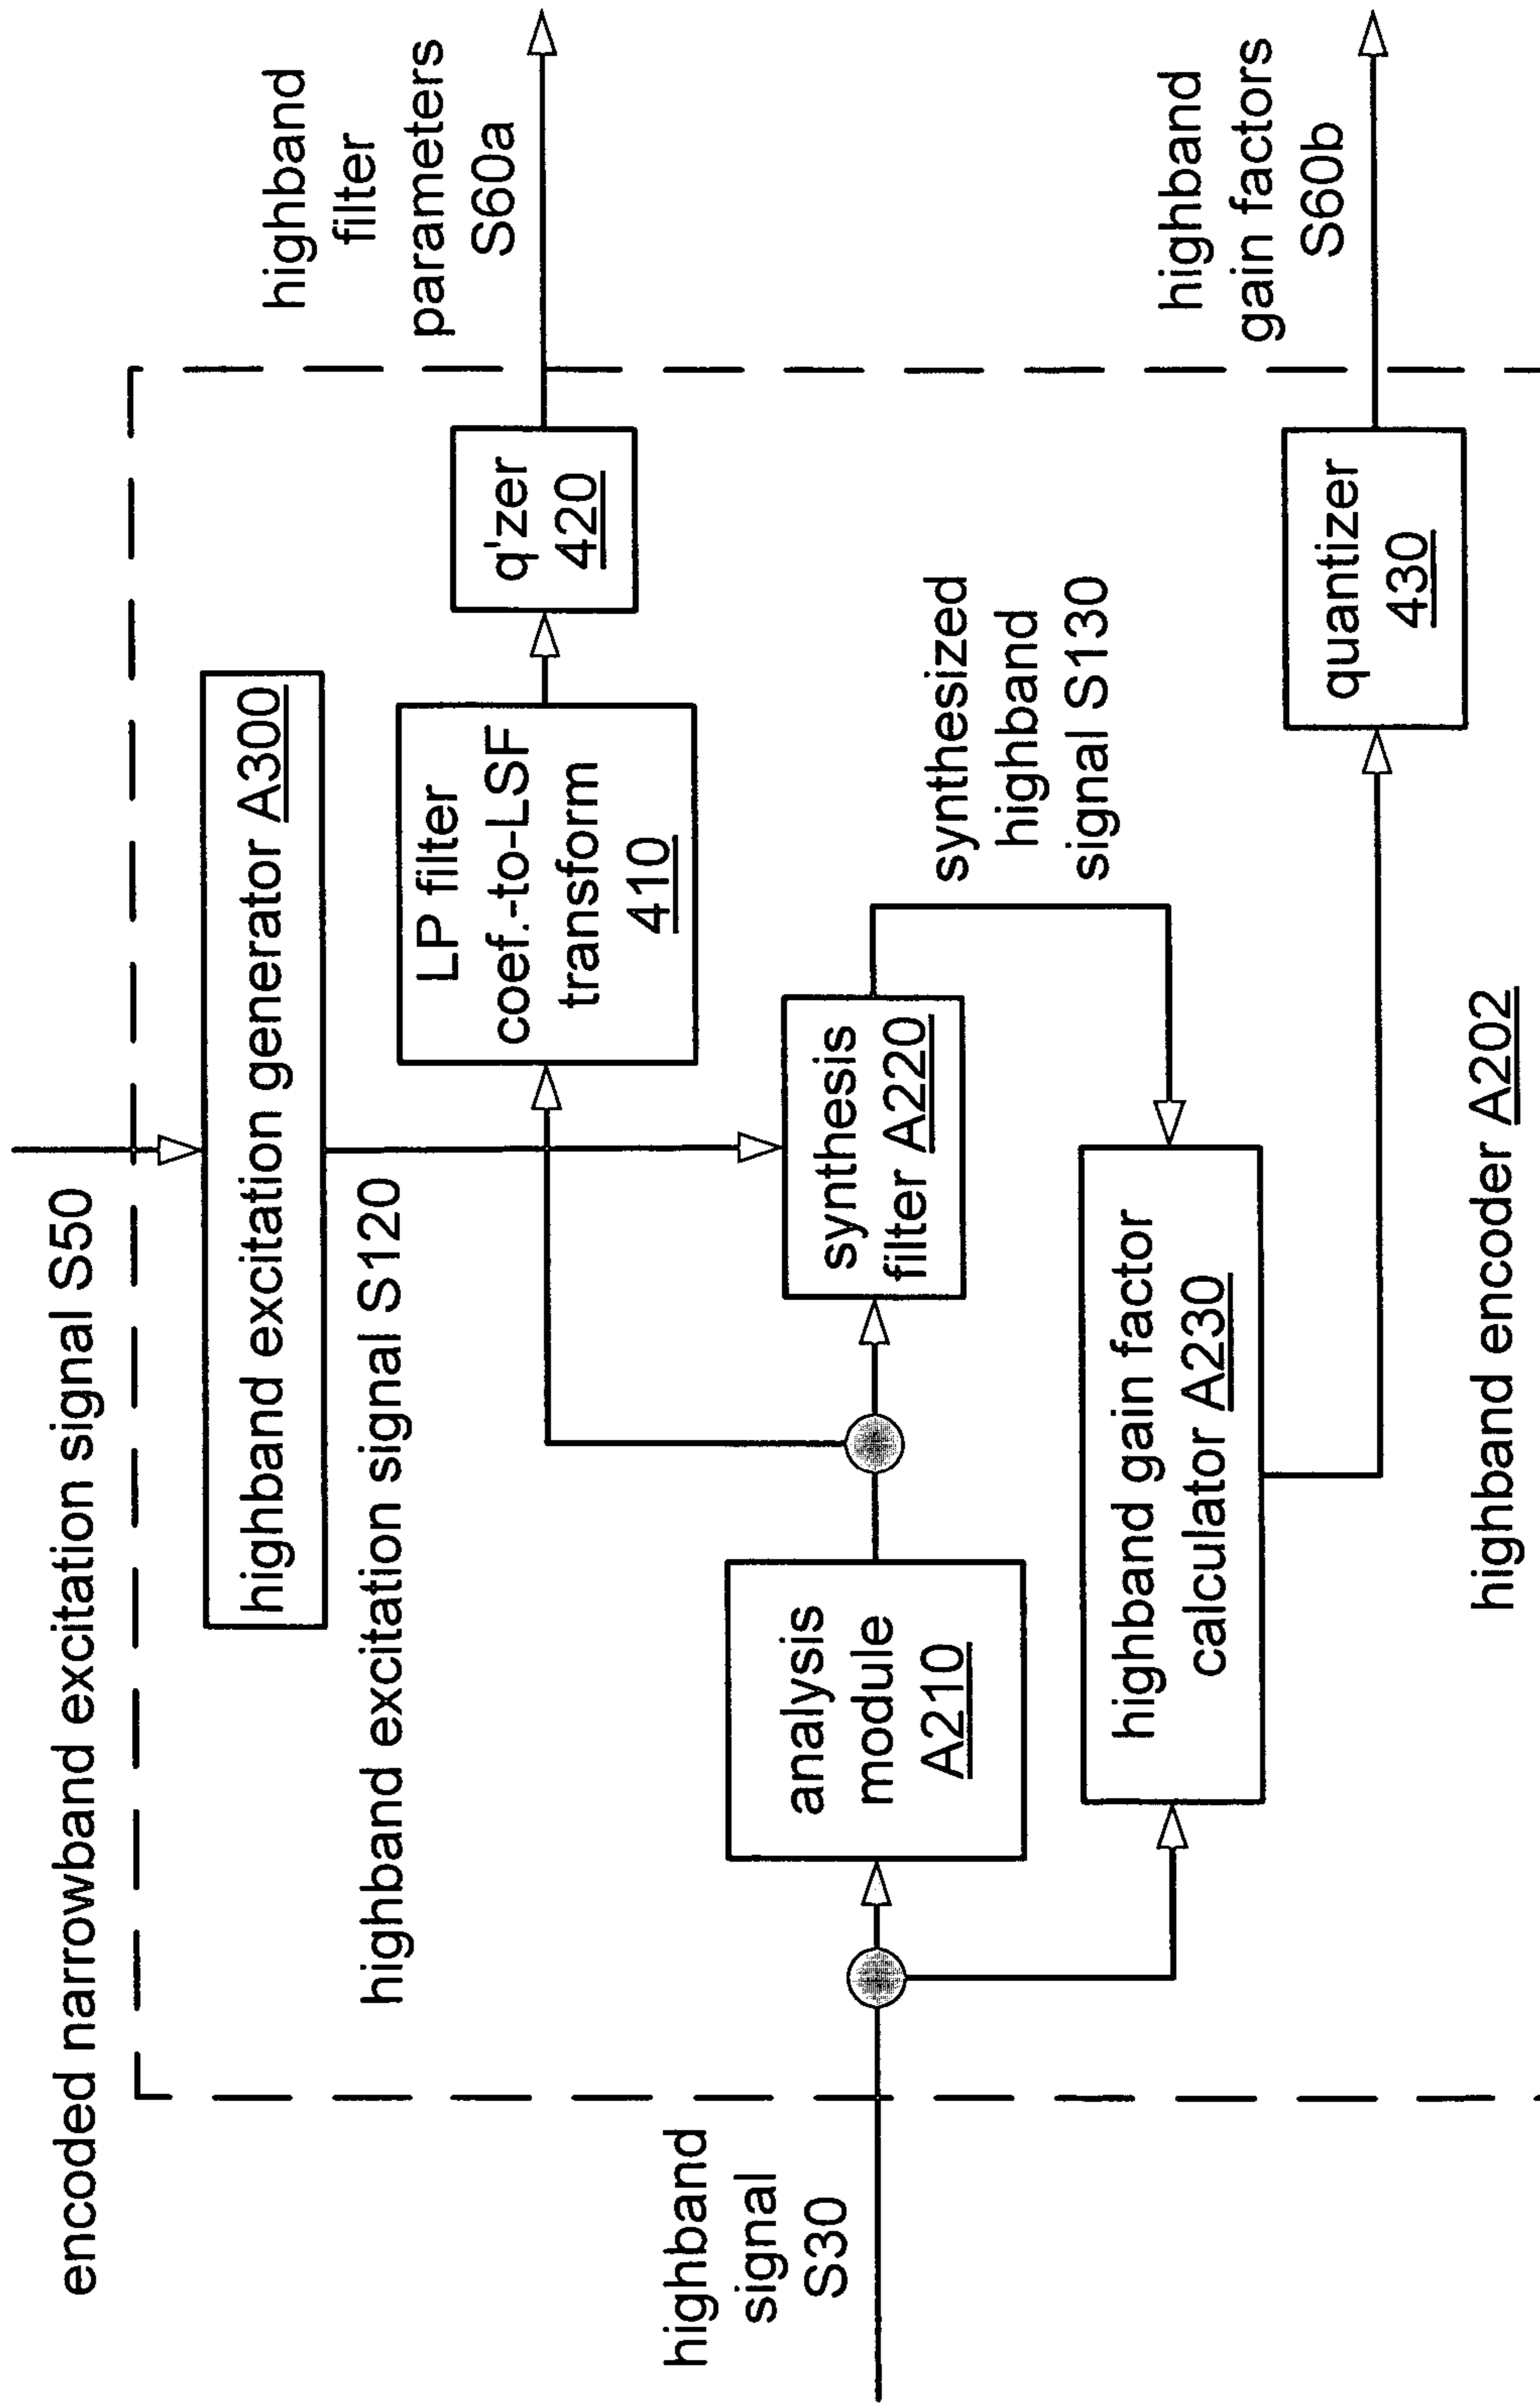 encoded narrowband excitation signal S50
highband excitation generator A300
highband excitation signal S120
LP filter
coef.-to-LSF
transform
410
q'zer
420
highband
filter
parameters
S60a
highband
signal
S30
analysis
module
A210
synthesis
filter A220
synthesized
highband
signal S130
highband gain factor
calculator A230
quantizer
430
highband
gain factors
S60b
highband encoder A202